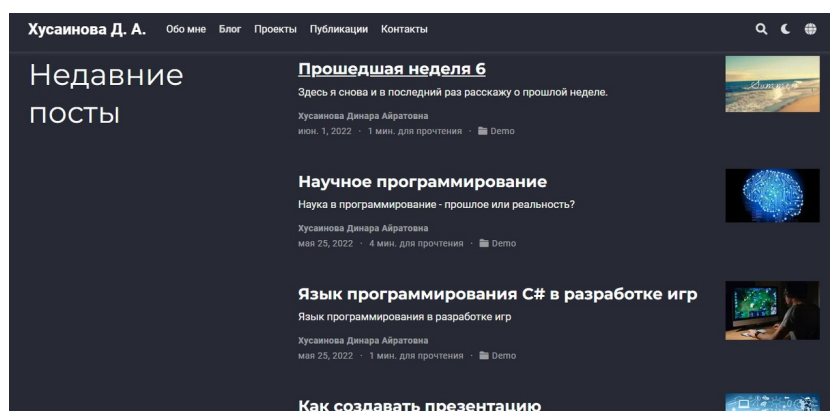 Хусаинова Д. А. Обо мне Блог Проекты Публикации Контакты
Недавние
посты
Прошедшая неделя 6
Здесь я снова и в последний раз расскажу о прошлой неделе.
Хусаинова Динара Айратовна
июн. 1, 2022 · 1 мин. для прочтения · Demo
Summer
Научное программирование
Наука в программирование - прошлое или реальность?
Хусаинова Динара Айратовна
мая 25, 2022 · 4 мин. для прочтения · Demo
Язык программирования C# в разработке игр
Язык программирования в разработке игр
Хусаинова Динара Айратовна
мая 25, 2022 · 1 мин. для прочтения · Demo
Как создавать презентацию